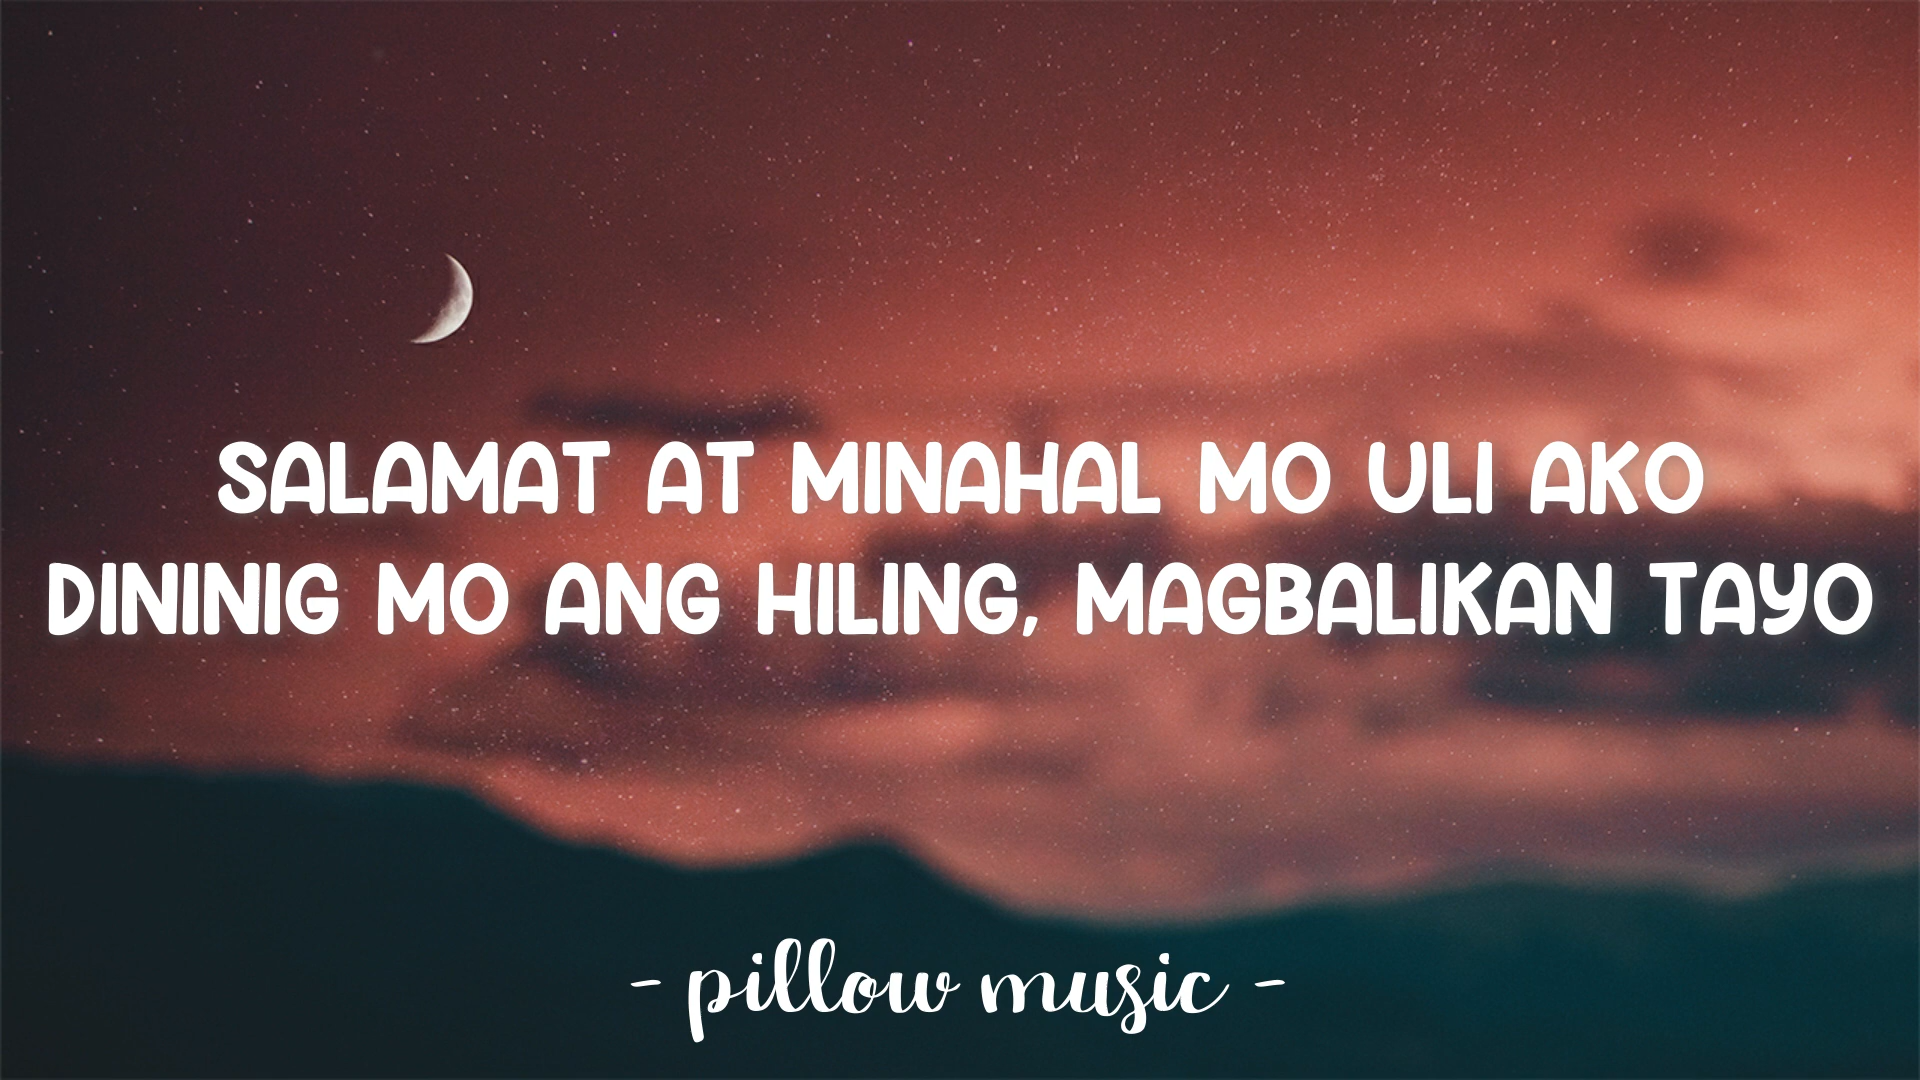 SALAMAT AT MINAHAL MO ULI AKO
DININIG MO ANG HILING, MAGBALIKAN TAYO
- pillow music -